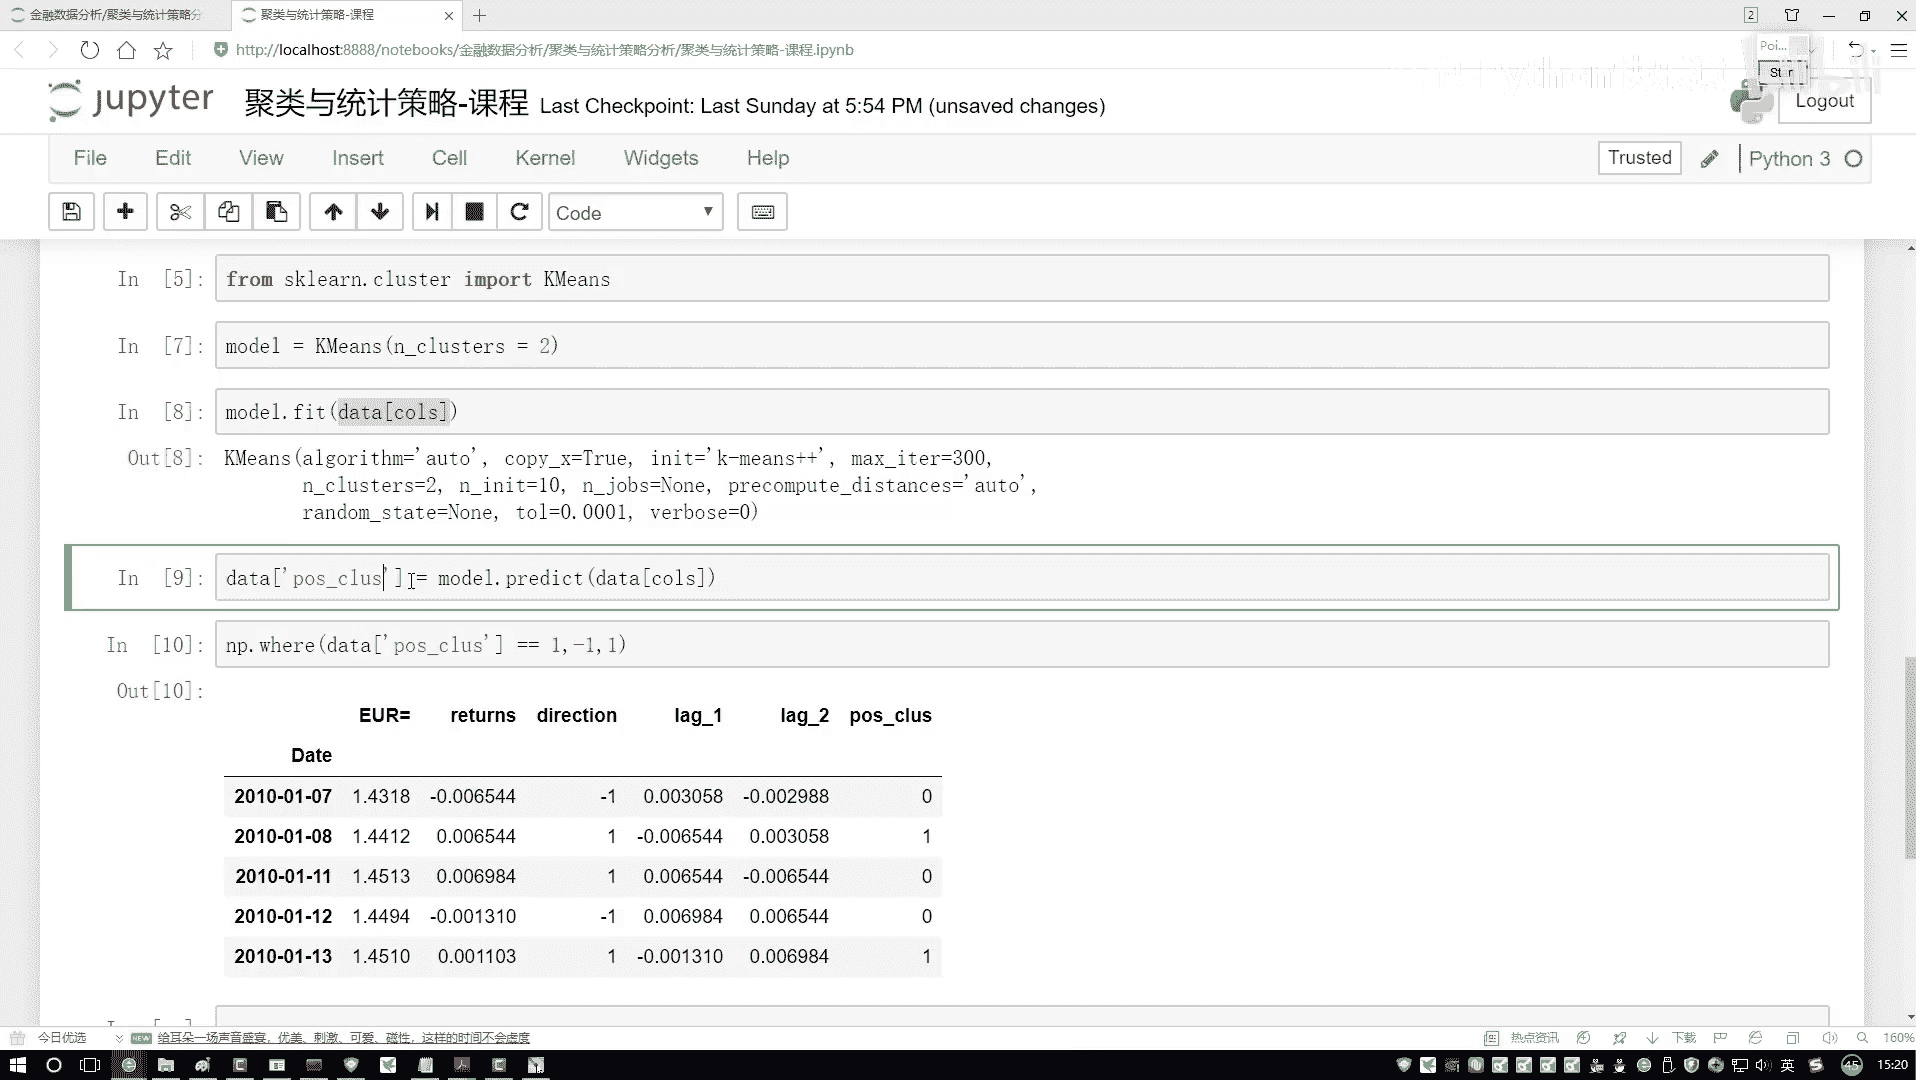 金融数据分析/聚类与统计策略分
聚类与统计策略-课程
2
http://localhost:8888/notebooks/金融数据分析/聚类与统计策略分析/聚类与统计策略-课程.ipynb
Poi...
Star
jupyter 聚类与统计策略-课程 Last Checkpoint: Last Sunday at 5:54 PM (unsaved changes)
Logout
File Edit View Insert Cell Kernel Widgets Help
Trusted Python 3
Code
In [5]: from sklearn.cluster import KMeans
In [7]: model = KMeans(n_clusters = 2)
In [8]: model.fit(data[cols])
Out[8]: KMeans(algorithm='auto', copy_x=True, init='k-means++', max_iter=300,
n_clusters=2, n_init=10, n_jobs=None, precompute_distances='auto',
random_state=None, tol=0.0001, verbose=0)
In [9]: data['pos_clus'] = model.predict(data[cols])
In [10]: np.where(data['pos_clus'] == 1,-1,1)
Out[10]:
EUR= returns direction lag_1 lag_2 pos_clus
Date
2010-01-07 1.4318 -0.006544 -1 0.003058 -0.002988 0
2010-01-08 1.4412 0.006544 1 -0.006544 0.003058 1
2010-01-11 1.4513 0.006984 1 0.006544 -0.006544 0
2010-01-12 1.4494 -0.001310 -1 0.006984 0.006544 0
2010-01-13 1.4510 0.001103 1 -0.001310 0.006984 1
今日优选 NEW 给耳朵一场声音盛宴，优美、刺激、可爱、磁性，这样的时间不会虚度
热点资讯 下载 160%
英 45 15:20